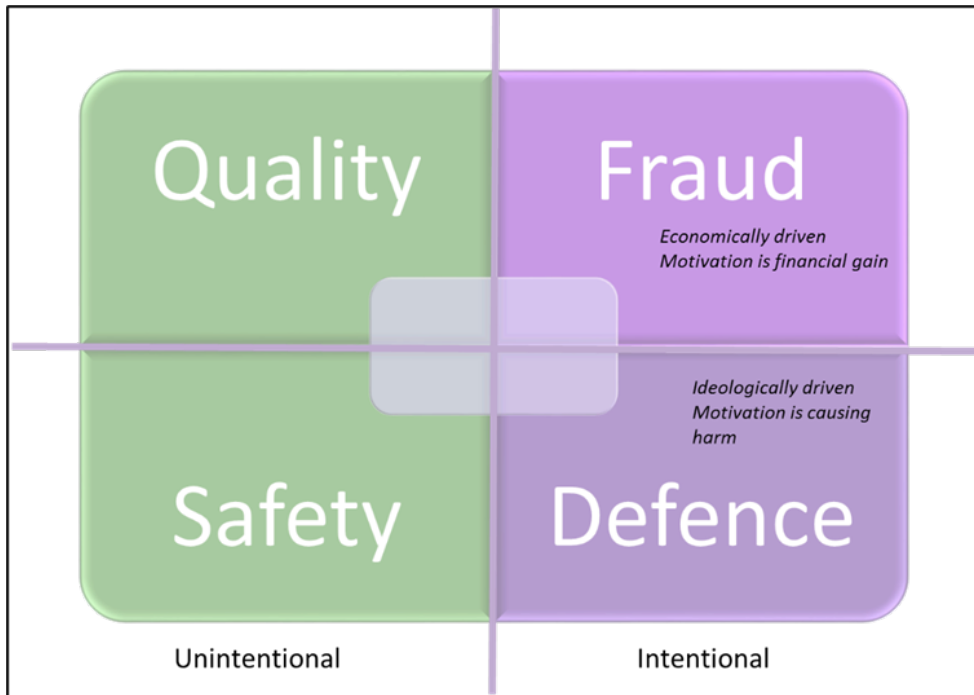 Quality
Fraud
Economically driven
Motivation is financial gain
Ideologically driven
Motivation is causing
harm
Safety
Defence
Unintentional
Intentional